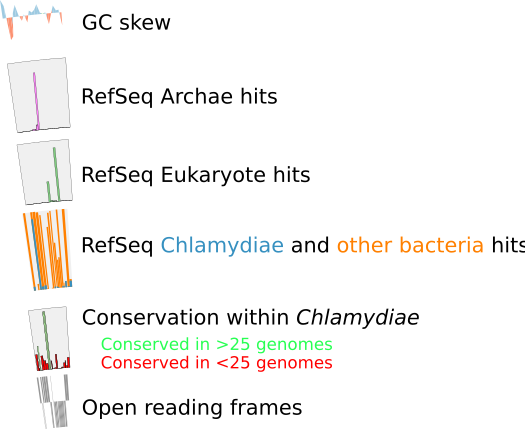 GC skew
RefSeq Archae hits
RefSeq Eukaryote hits
RefSeq Chlamydiae and other bacteria hits
Conservation within Chlamydiae
Conserved in >25 genomes
Conserved in <25 genomes
Open reading frames